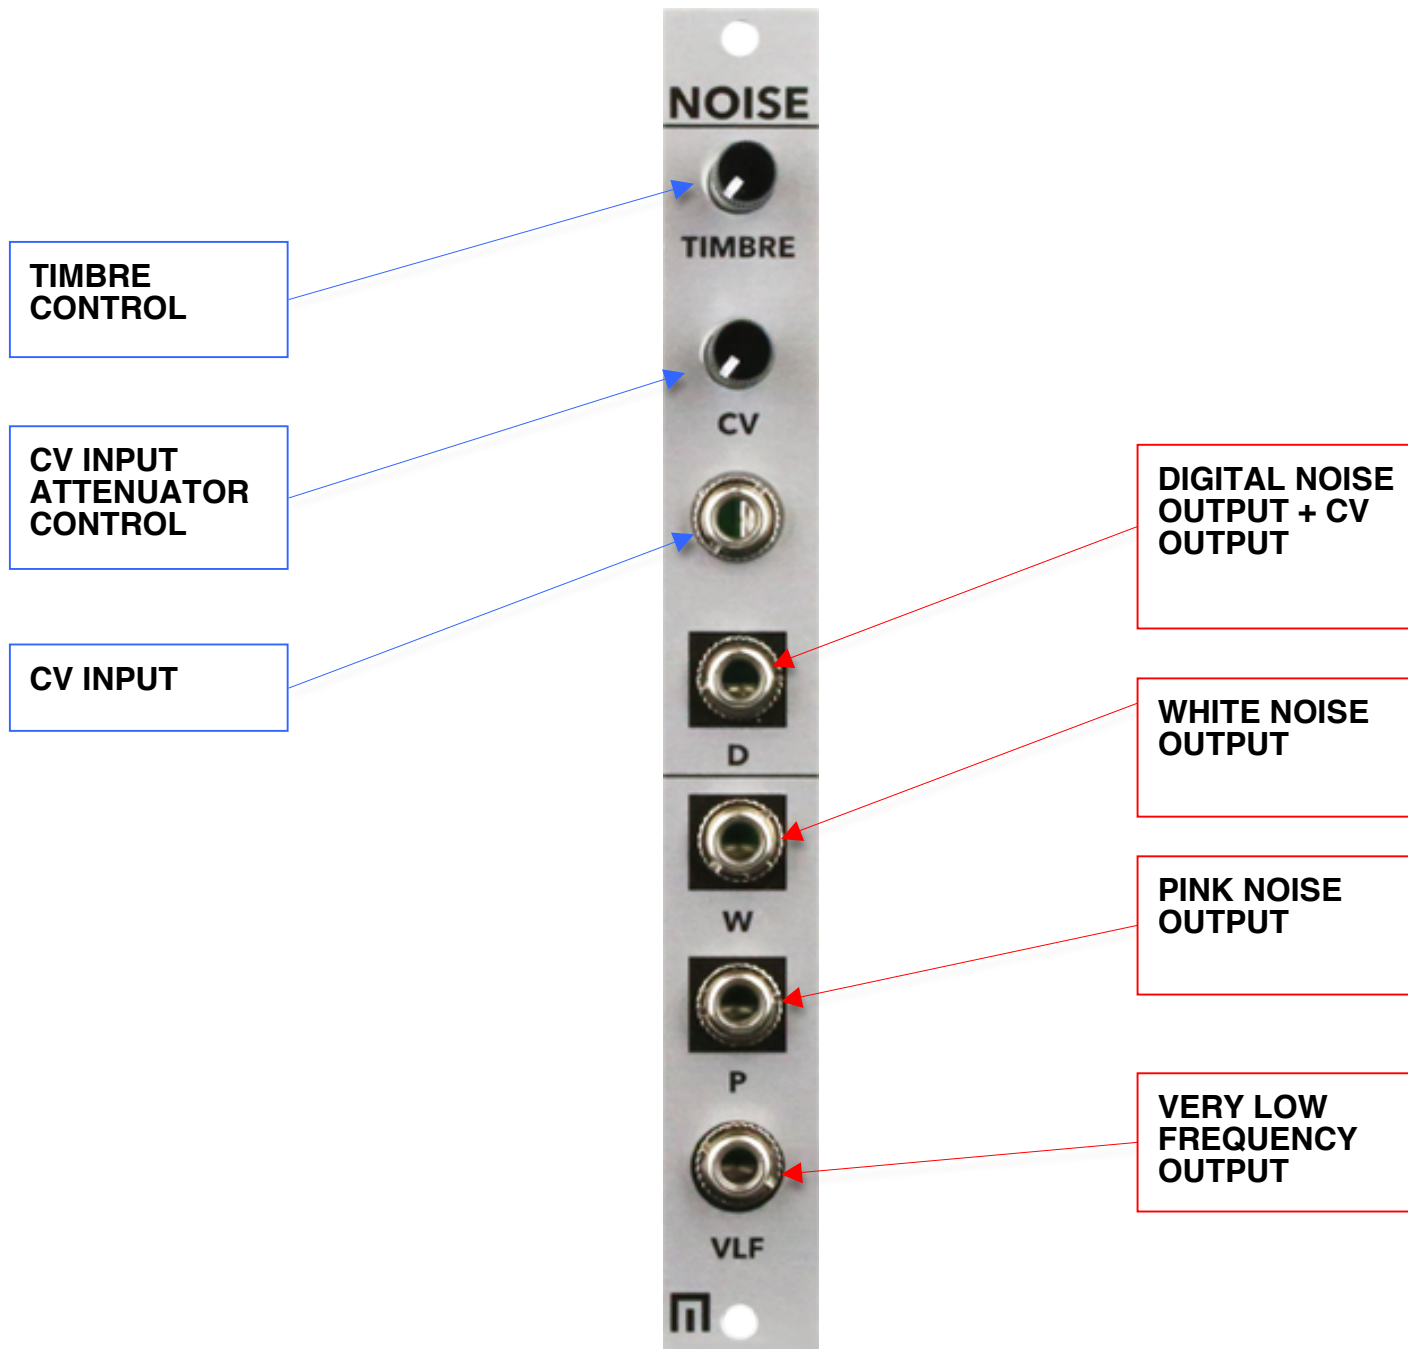 NOISE
TIMBRE
CV
D
W
P
VLF
TIMBRE
CONTROL
CV INPUT
ATTENUATOR
CONTROL
CV INPUT
DIGITAL NOISE
OUTPUT + CV
OUTPUT
WHITE NOISE
OUTPUT
PINK NOISE
OUTPUT
VERY LOW
FREQUENCY
OUTPUT